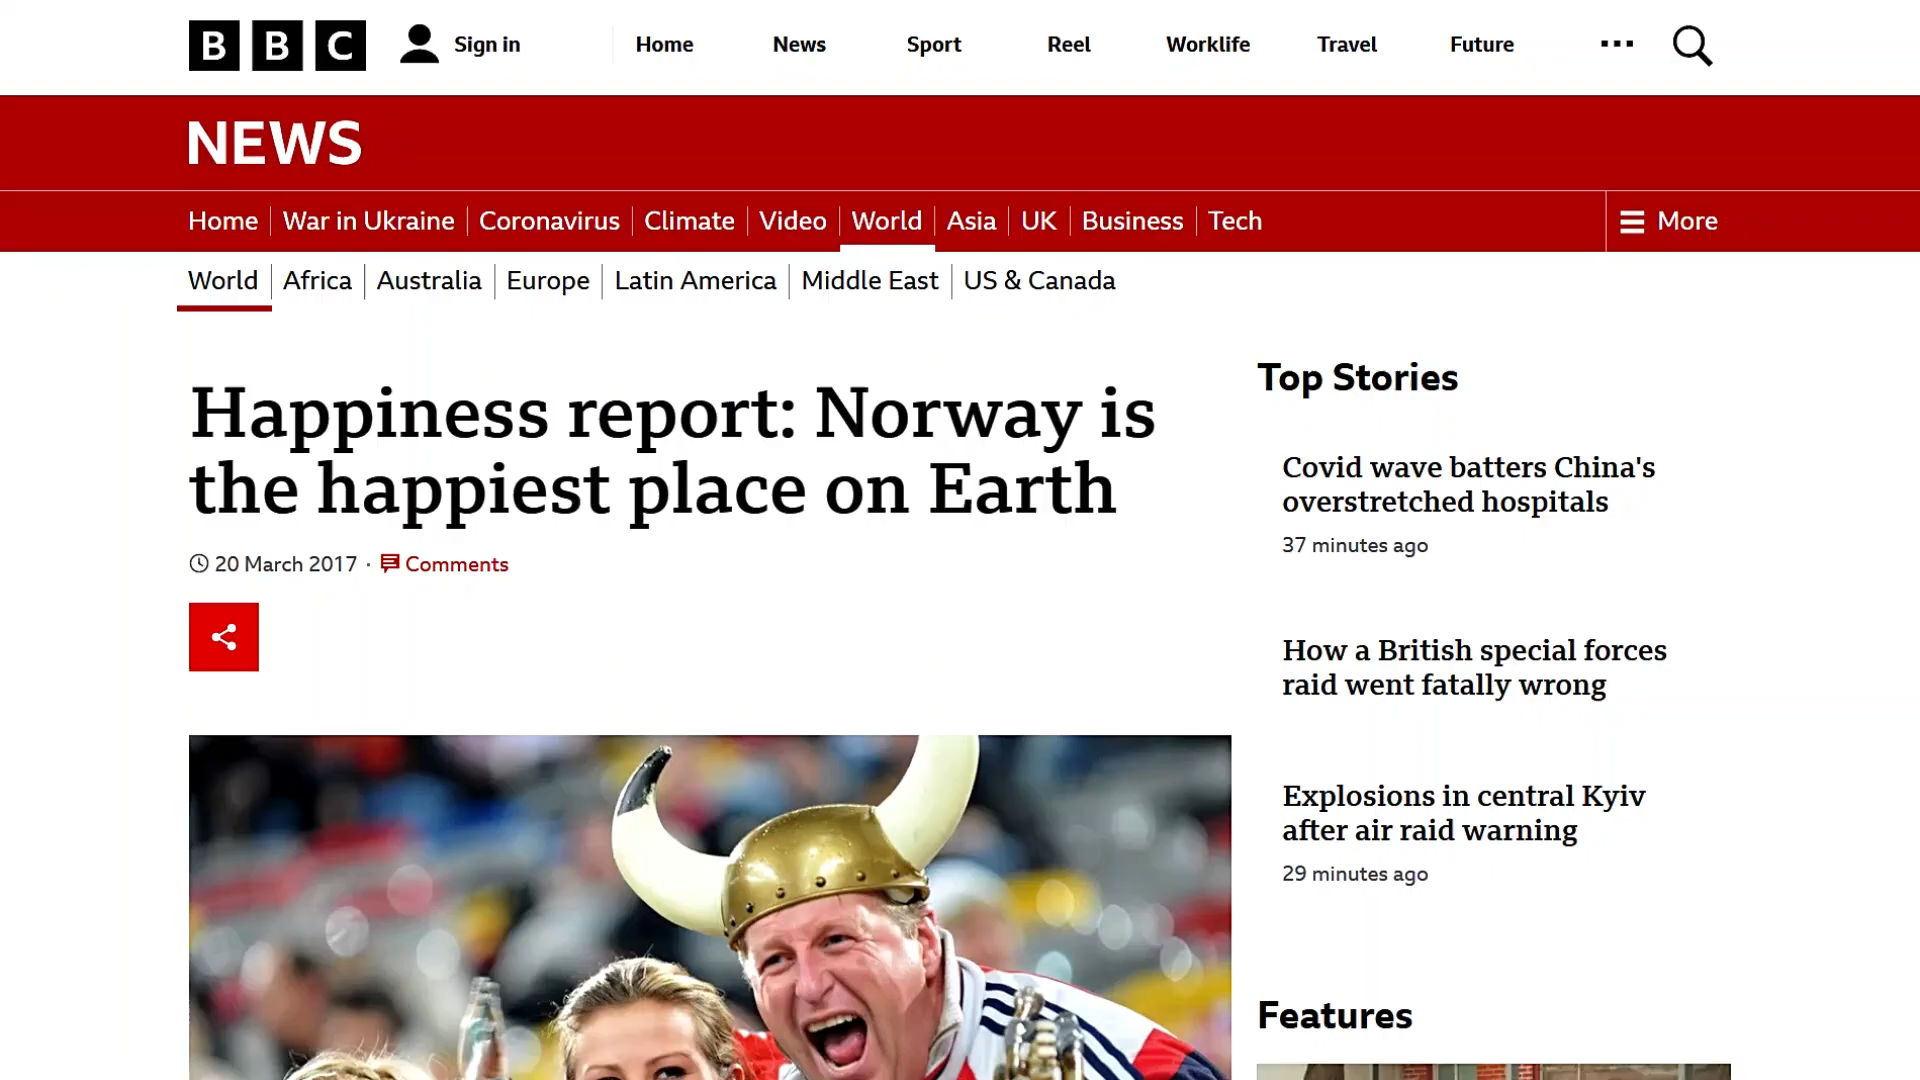 BBC Sign in Home News Sport Reel Worklife Travel Future
NEWS
Home War in Ukraine Coronavirus Climate Video World Asia UK Business Tech More
World Africa Australia Europe Latin America Middle East US & Canada
Happiness report: Norway is
the happiest place on Earth
20 March 2017 · Comments
Top Stories
Covid wave batters China's
overstretched hospitals
37 minutes ago
How a British special forces
raid went fatally wrong
Explosions in central Kyiv
after air raid warning
29 minutes ago
Features